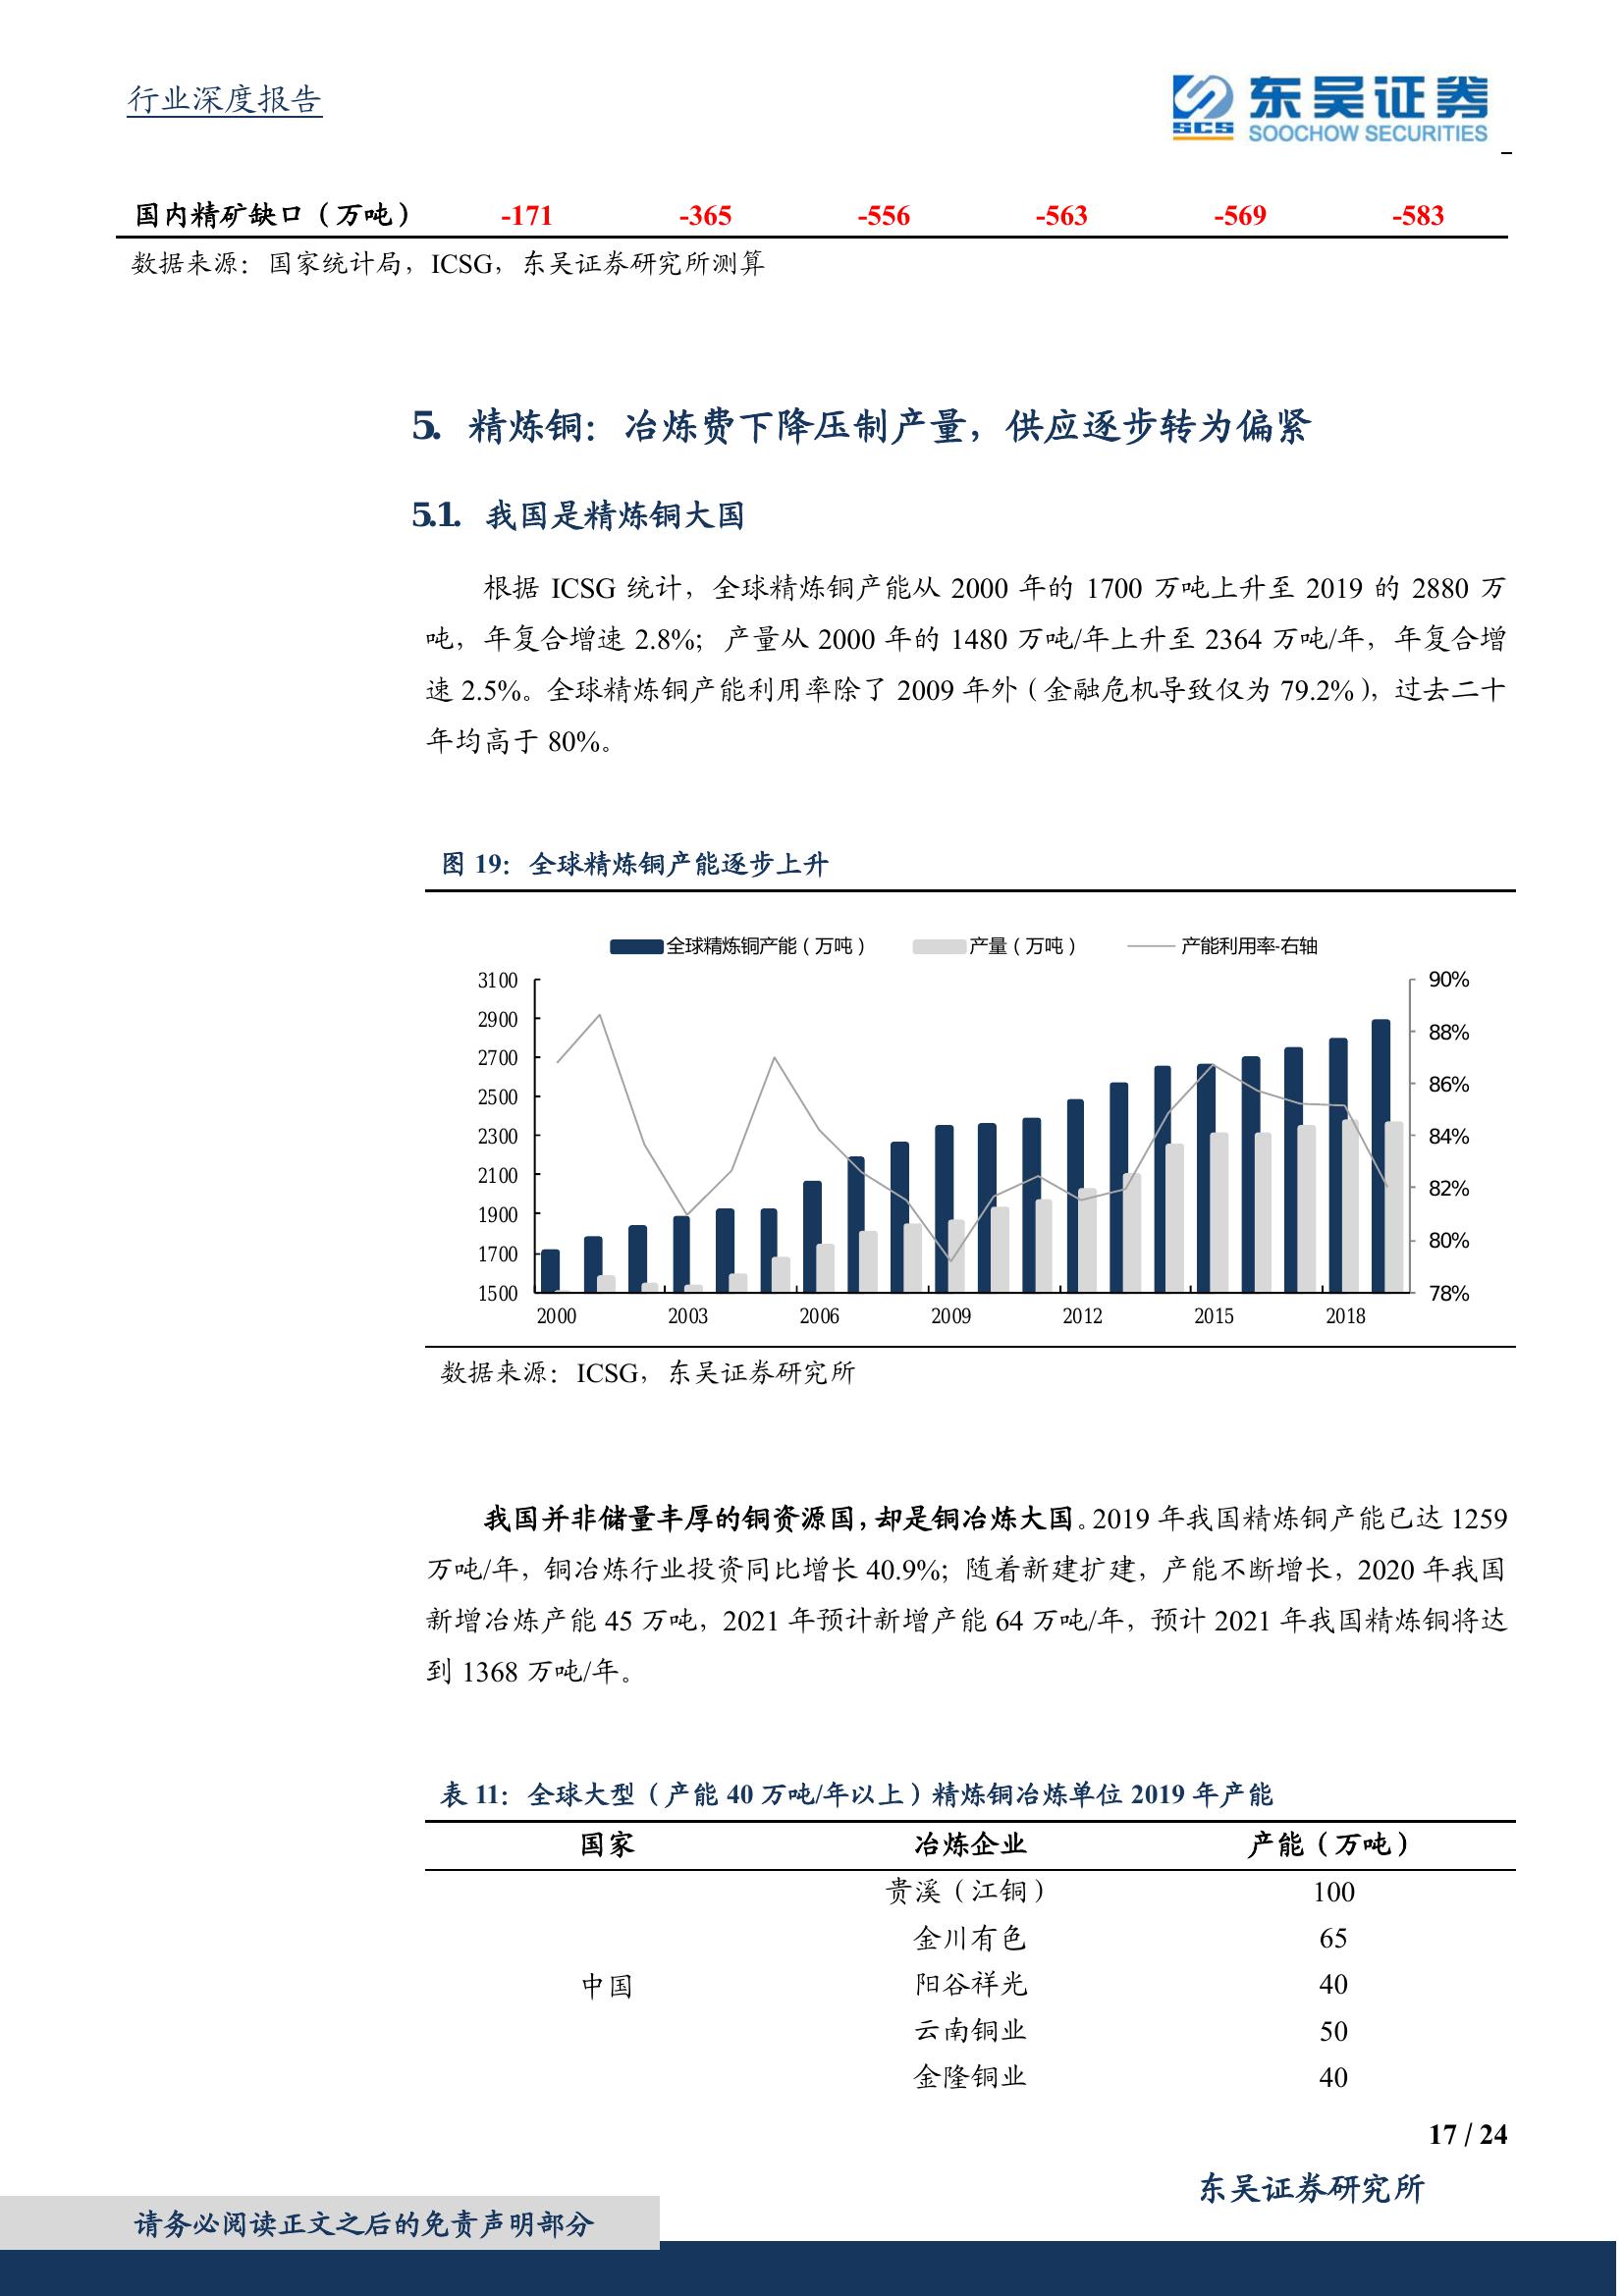 行业深度报告
SCS 东吴证券
SOOCHOW SECURITIES
国内精矿缺口（万吨） -171 -365 -556 -563 -569 -583
数据来源：国家统计局，ICSG，东吴证券研究所测算
5. 精炼铜：冶炼费下降压制产量，供应逐步转为偏紧
5.1. 我国是精炼铜大国
根据 ICSG 统计，全球精炼铜产能从 2000 年的 1700 万吨上升至 2019 的 2880 万
吨，年复合增速 2.8%；产量从 2000 年的 1480 万吨/年上升至 2364 万吨/年，年复合增
速 2.5%。全球精炼铜产能利用率除了 2009 年外（金融危机导致仅为 79.2%），过去二十
年均高于 80%。
图 19：全球精炼铜产能逐步上升
全球精炼铜产能（万吨） 产量（万吨） 产能利用率-右轴
3100 90%
2900 88%
2700
2500 86%
2300 84%
2100
1900 82%
1700 80%
1500 78%
2000 2003 2006 2009 2012 2015 2018
数据来源：ICSG，东吴证券研究所
我国并非储量丰厚的铜资源国，却是铜冶炼大国。2019 年我国精炼铜产能已达 1259
万吨/年，铜冶炼行业投资同比增长 40.9%；随着新建扩建，产能不断增长，2020 年我国
新增冶炼产能 45 万吨，2021 年预计新增产能 64 万吨/年，预计 2021 年我国精炼铜将达
到 1368 万吨/年。
表 11：全球大型（产能 40 万吨/年以上）精炼铜冶炼单位 2019 年产能
国家 冶炼企业 产能（万吨）
贵溪（江铜） 100
金川有色 65
中国 阳谷祥光 40
云南铜业 50
金隆铜业 40
17 / 24
东吴证券研究所
请务必阅读正文之后的免责声明部分